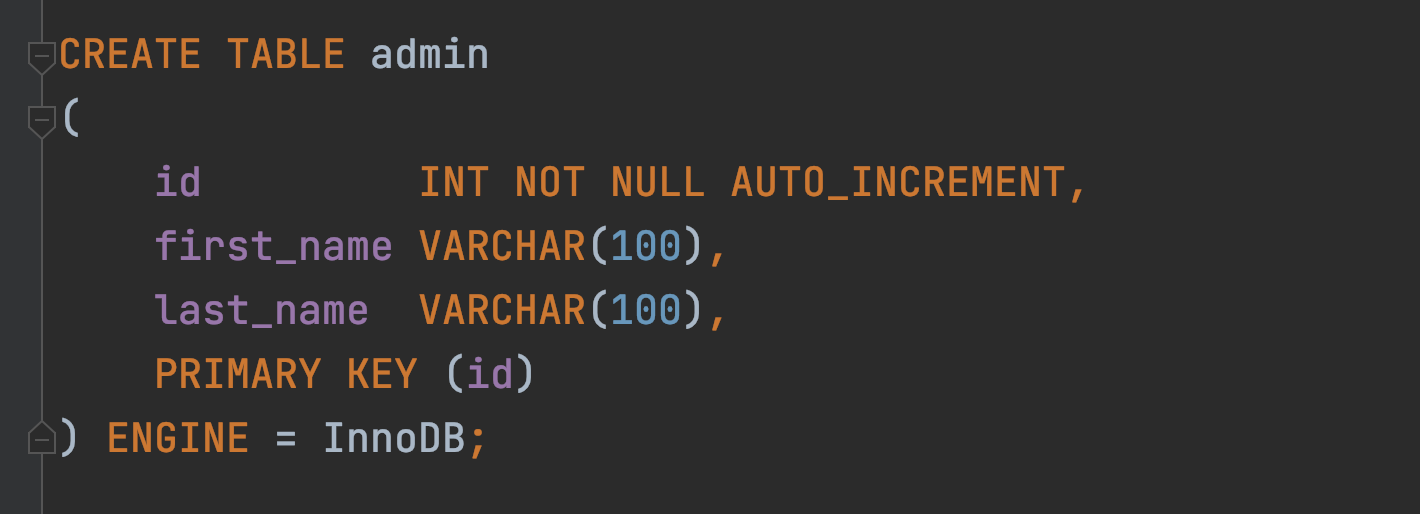 CREATE TABLE admin
(
    id         INT NOT NULL AUTO_INCREMENT,
    first_name VARCHAR(100),
    last_name  VARCHAR(100),
    PRIMARY KEY (id)
) ENGINE = InnoDB;